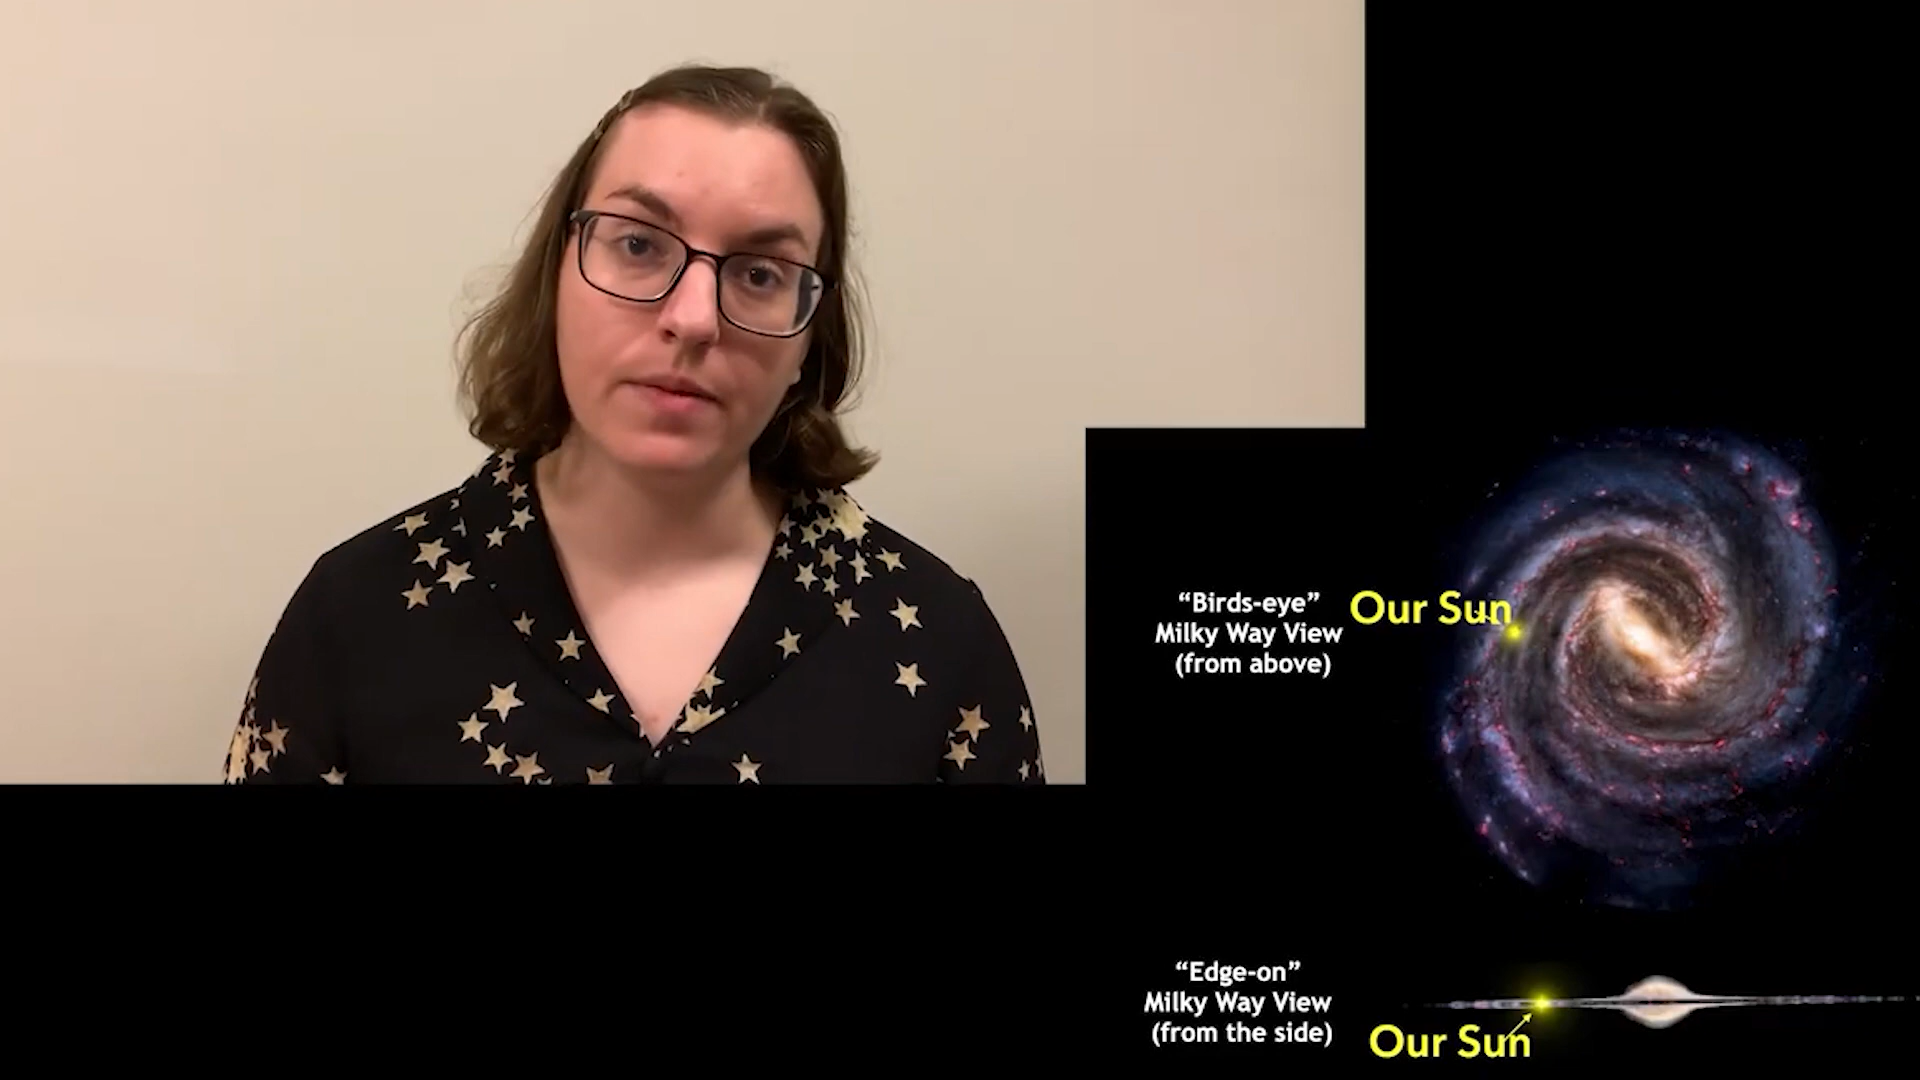 “Birds-eye”
Milky Way View
(from above)
Our Sun
“Edge-on”
Milky Way View
(from the side)
Our Sun